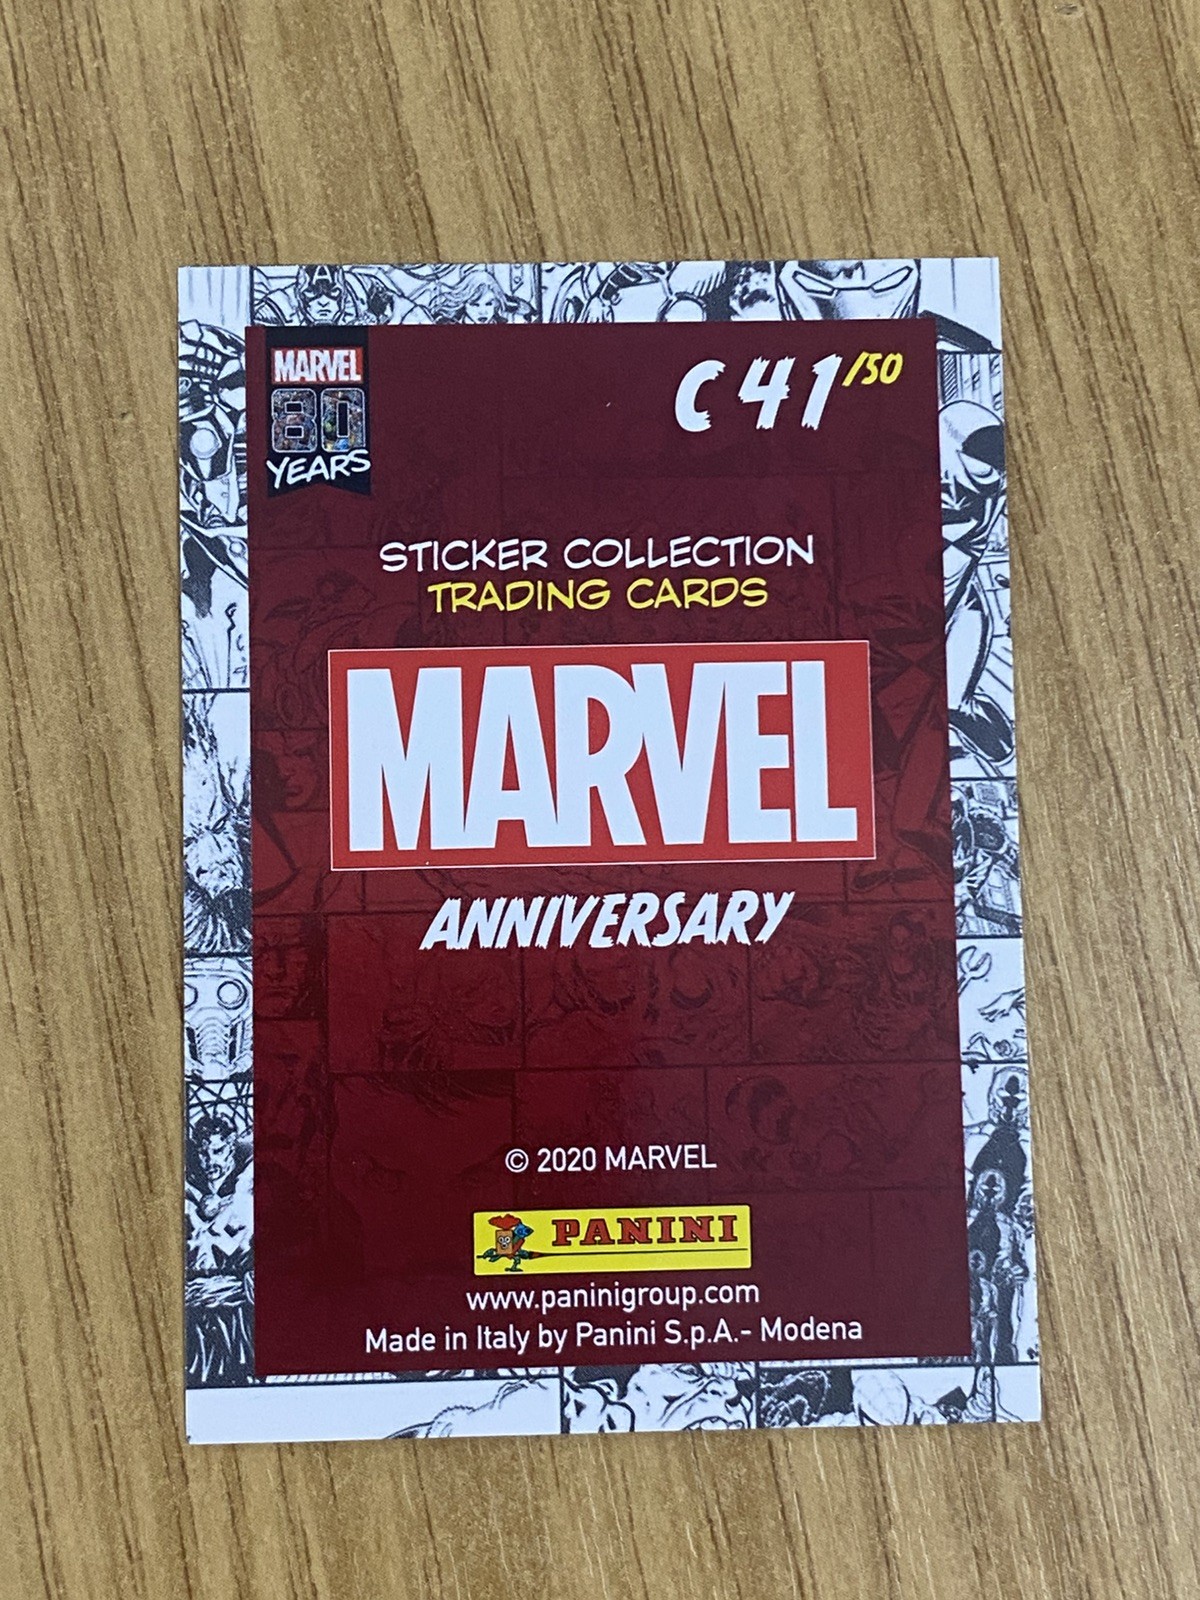 MARVEL
80
YEARS
C 41/50
STICKER COLLECTION
TRADING CARDS
MARVEL
ANNIVERSARY
© 2020 MARVEL
PANINI
www.paninigroup.com
Made in Italy by Panini S.p.A.- Modena